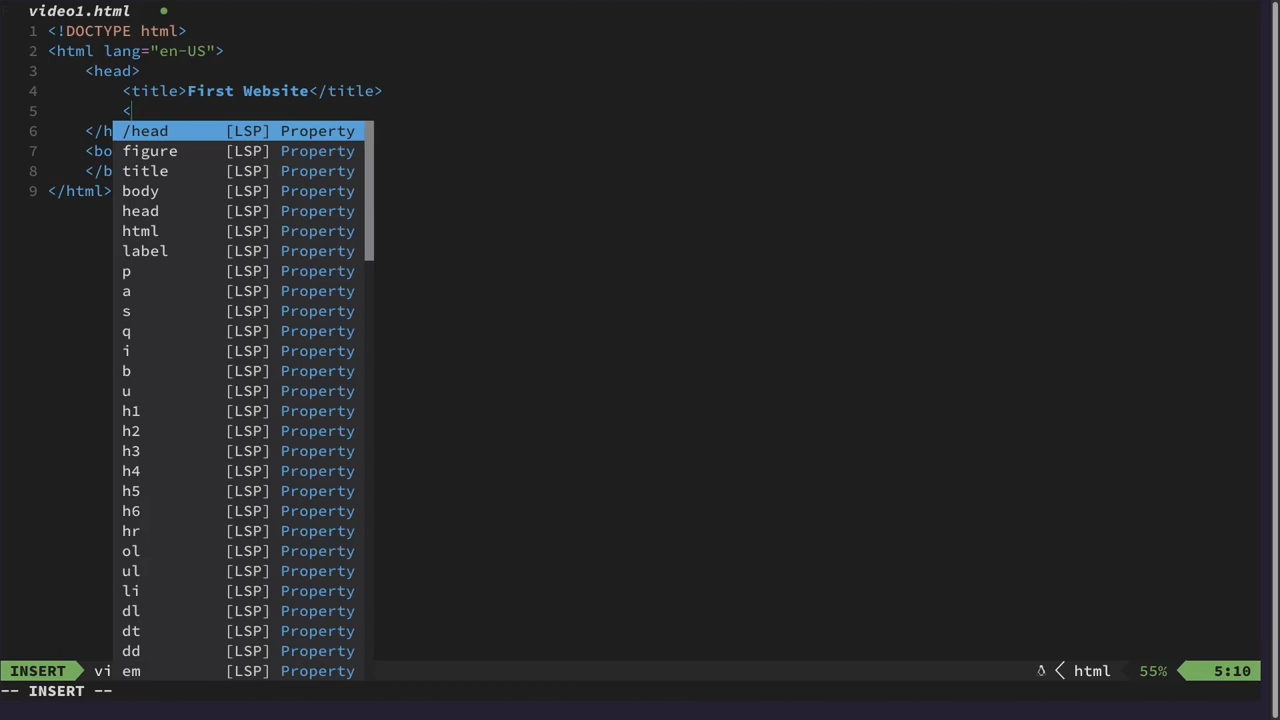 video1.html ●
1 <!DOCTYPE html>
2 <html lang="en-US">
3 <head>
4 <title>First Website</title>
5 <
6 </h
7 <bo
8 </b
9 </html>
/head [LSP] Property
figure [LSP] Property
title [LSP] Property
body [LSP] Property
head [LSP] Property
html [LSP] Property
label [LSP] Property
p [LSP] Property
a [LSP] Property
s [LSP] Property
q [LSP] Property
i [LSP] Property
b [LSP] Property
u [LSP] Property
h1 [LSP] Property
h2 [LSP] Property
h3 [LSP] Property
h4 [LSP] Property
h5 [LSP] Property
h6 [LSP] Property
hr [LSP] Property
ol [LSP] Property
ul [LSP] Property
li [LSP] Property
dl [LSP] Property
dt [LSP] Property
dd [LSP] Property
em [LSP] Property
INSERT vi html 55% 5:10
-- INSERT --